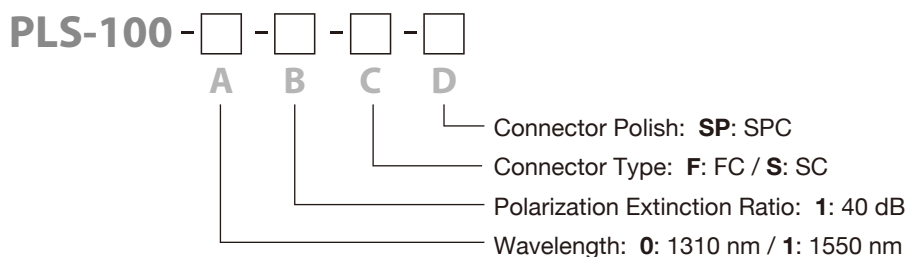 PLS-100 - - - -
A B C D
Connector Polish: SP: SPC
Connector Type: F: FC / S: SC
Polarization Extinction Ratio: 1: 40 dB
Wavelength: 0: 1310 nm / 1: 1550 nm